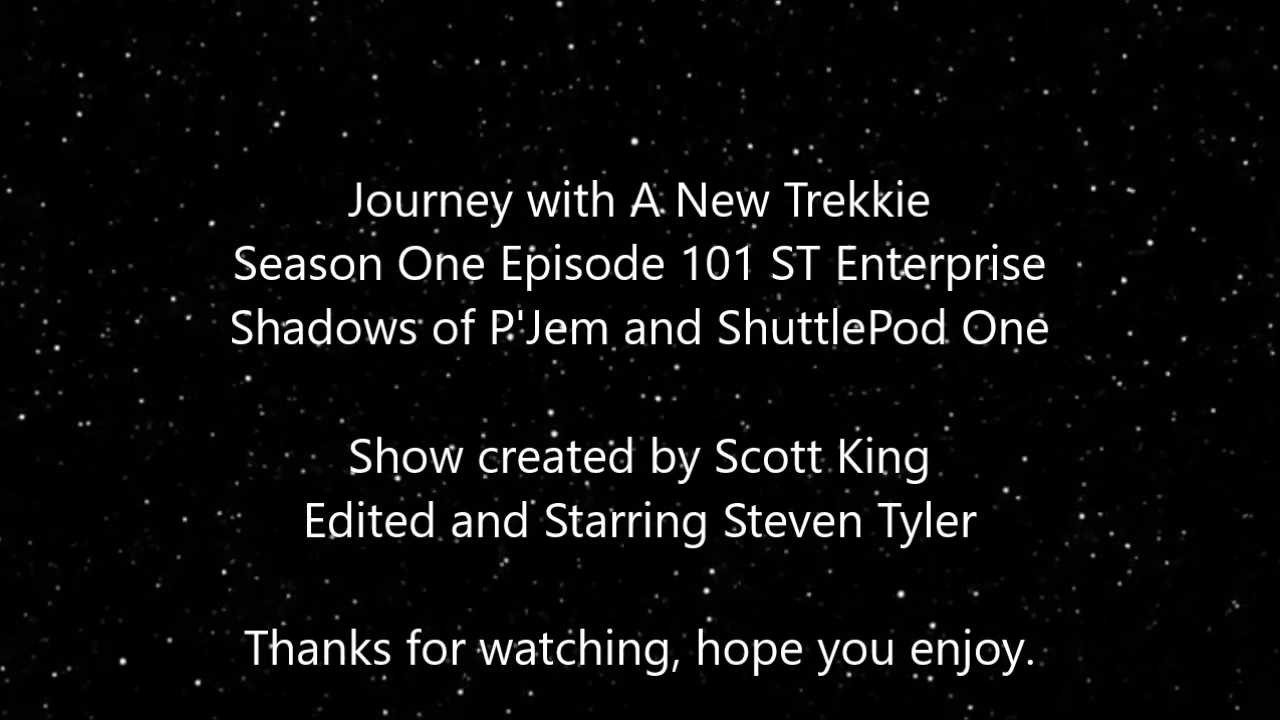 Journey with A New Trekkie
Season One Episode 101 ST Enterprise
Shadows of P'Jem and ShuttlePod One
Show created by Scott King
Edited and Starring Steven Tyler
Thanks for watching, hope you enjoy.